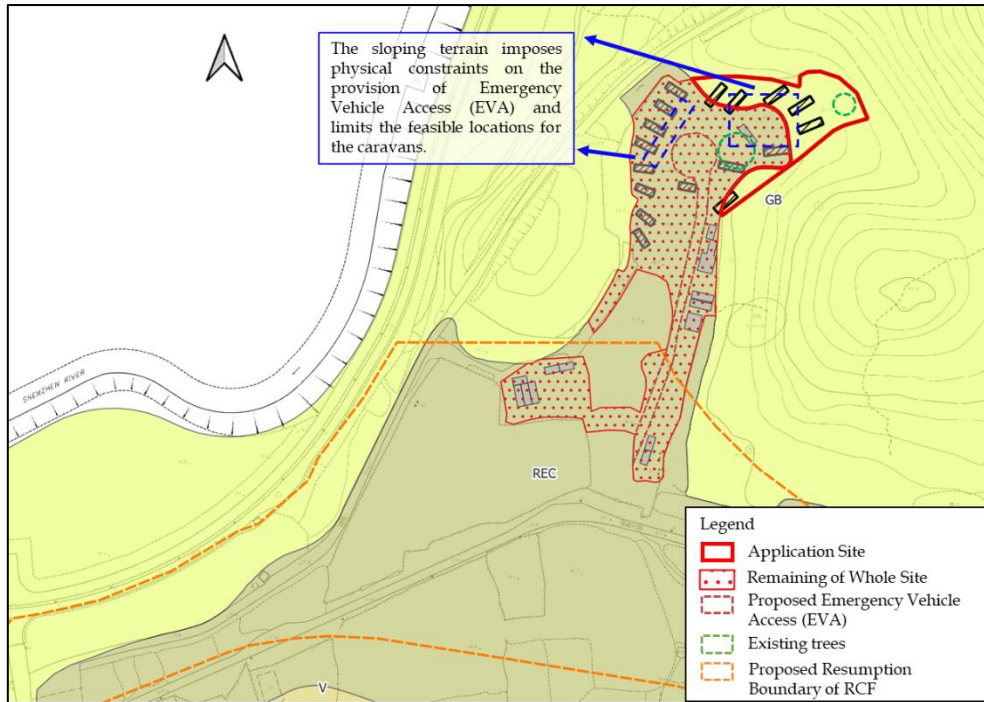 The sloping terrain imposes
physical constraints on the
provision of Emergency
Vehicle Access (EVA) and
limits the feasible locations for
the caravans.
GB
SHENZHEN RIVER
REC
V
Legend
Application Site
Remaining of Whole Site
Proposed Emergency Vehicle
Access (EVA)
Existing trees
Proposed Resumption
Boundary of RCF